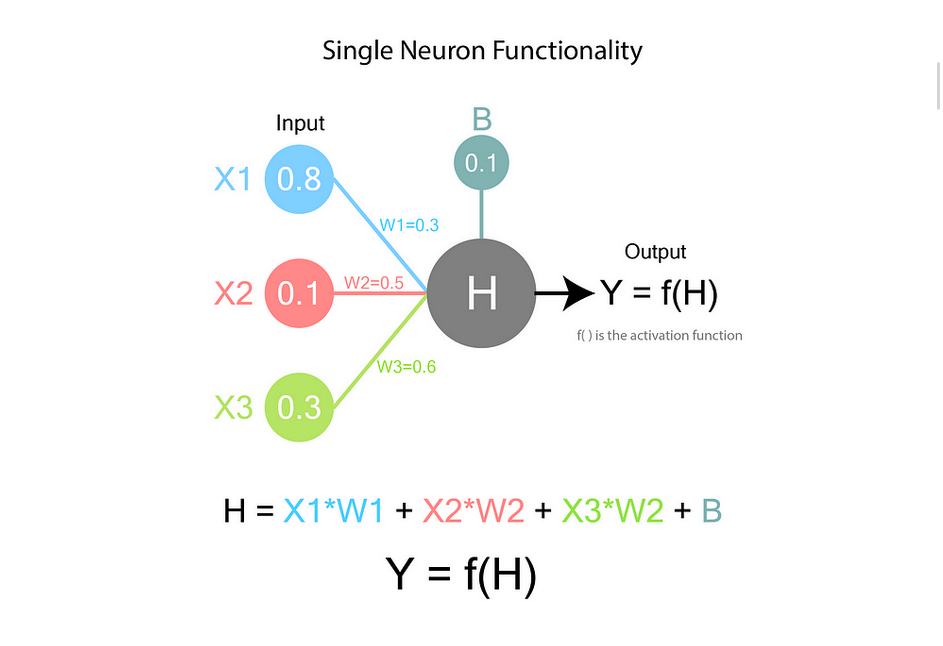 Single Neuron Functionality
Input
B
X1 0.8
0.1
W1=0.3
Output
X2 0.1
W2=0.5
H
Y = f(H)
f( ) is the activation function
W3=0.6
X3 0.3
H = X1*W1 + X2*W2 + X3*W2 + B
Y = f(H)